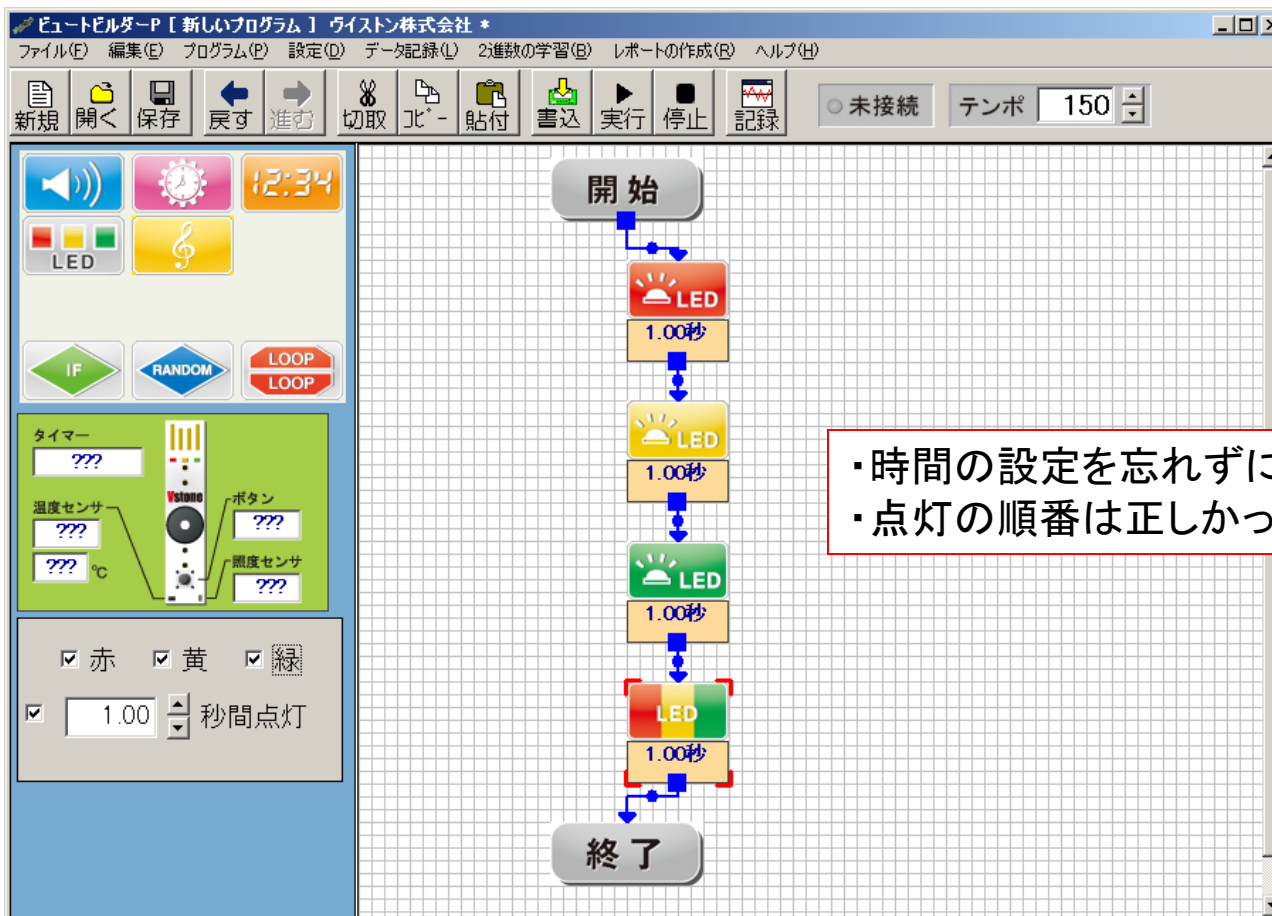 ビュートビルダーP [ 新しいプログラム ] ヴイストン株式会社 *
ファイル(F) 編集(E) プログラム(P) 設定(D) データ記録(L) 2進数の学習(B) レポートの作成(R) ヘルプ(H)
新規 開く 保存 戻す 進む 切取 コピー 貼付 書込 実行 停止 記録 未接続 テンポ 150
12:34
LED
IF RANDOM LOOP
LOOP
タイマー
???
温度センサ
???
??? ℃
Vstone
ボタン
???
照度センサ
???
赤 黄 緑
1.00 秒間点灯
開始
LED
1.00秒
LED
1.00秒
LED
1.00秒
LED
1.00秒
終了
・時間の設定を忘れずに
・点灯の順番は正しかっ